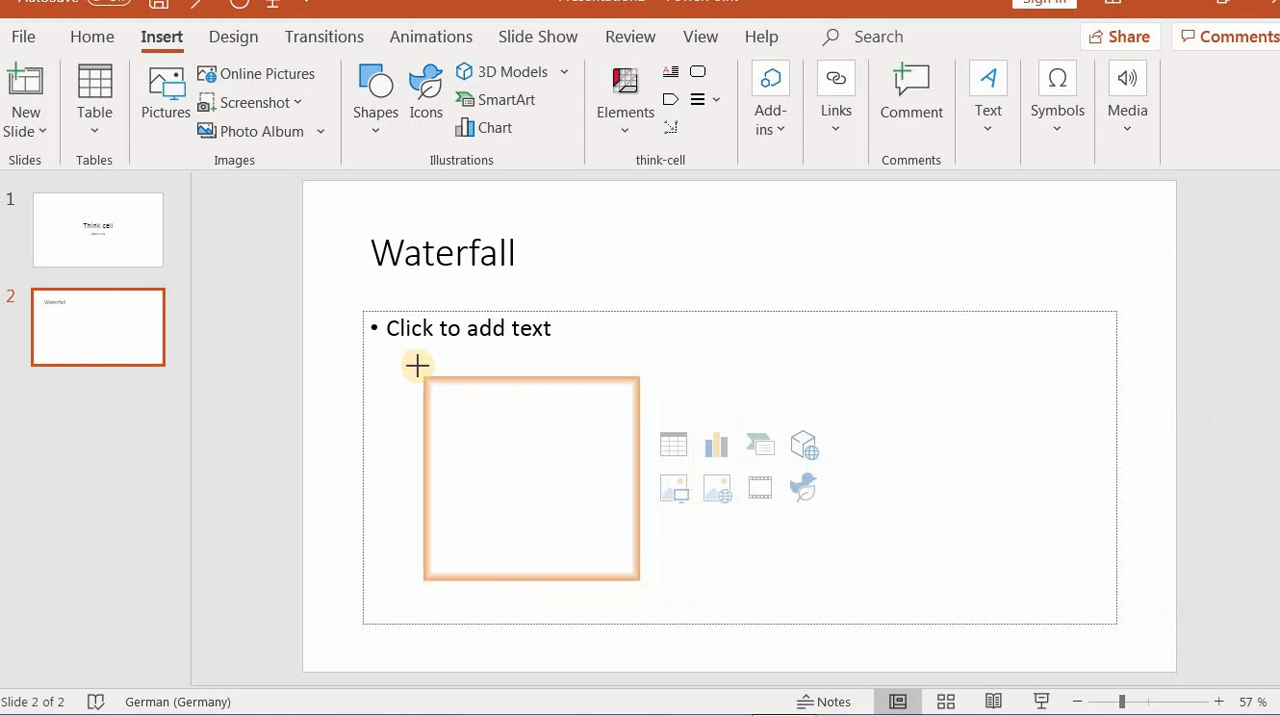 File Home Insert Design Transitions Animations Slide Show Review View Help Search Share Comments
New Slide
Slides
Table
Tables
Pictures
Online Pictures
Screenshot
Photo Album
Images
Shapes
Icons
3D Models
SmartArt
Chart
Illustrations
Elements
think-cell
Add-ins
Links
Comment
Comments
Text
Symbols
Media
1
Think cell
2
Waterfall
Waterfall
• Click to add text
Slide 2 of 2 German (Germany) Notes 57 %